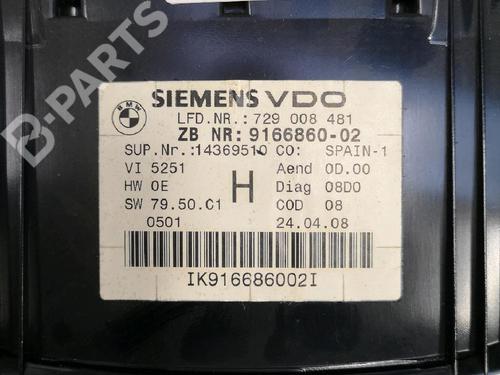 B-PARTS
BMW
SIEMENS VDO
LFD.NR.: 729 008 481
ZB NR: 9166860-02
SUP.Nr.:14369510 CO: SPAIN-1
VI 5251 Aend 0D.00
HW 0E H Diag 08D0
SW 79.50.C1 COD 08
0501 24.04.08
IK916686002I